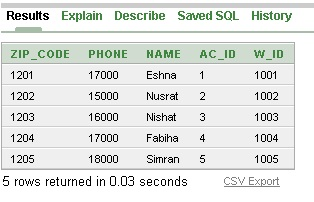 Results Explain Describe Saved SQL History
ZIP_CODE PHONE NAME AC_ID W_ID
1201 17000 Eshna 1 1001
1202 15000 Nusrat 2 1002
1203 16000 Nishat 3 1003
1204 17000 Fabiha 4 1004
1205 18000 Simran 5 1005
5 rows returned in 0.03 seconds CSV Export